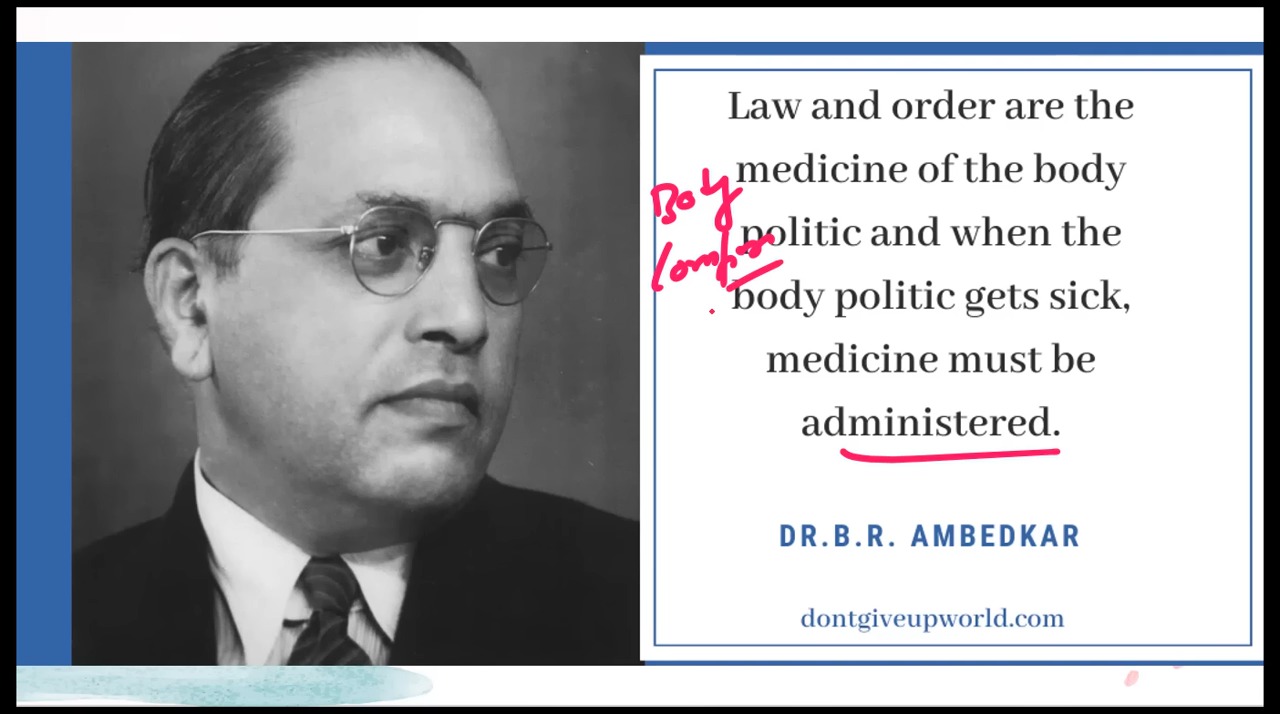 Law and order are the
medicine of the body
politic and when the
body politic gets sick,
medicine must be
administered.
Body
DR.B.R. AMBEDKAR
dontgiveupworld.com